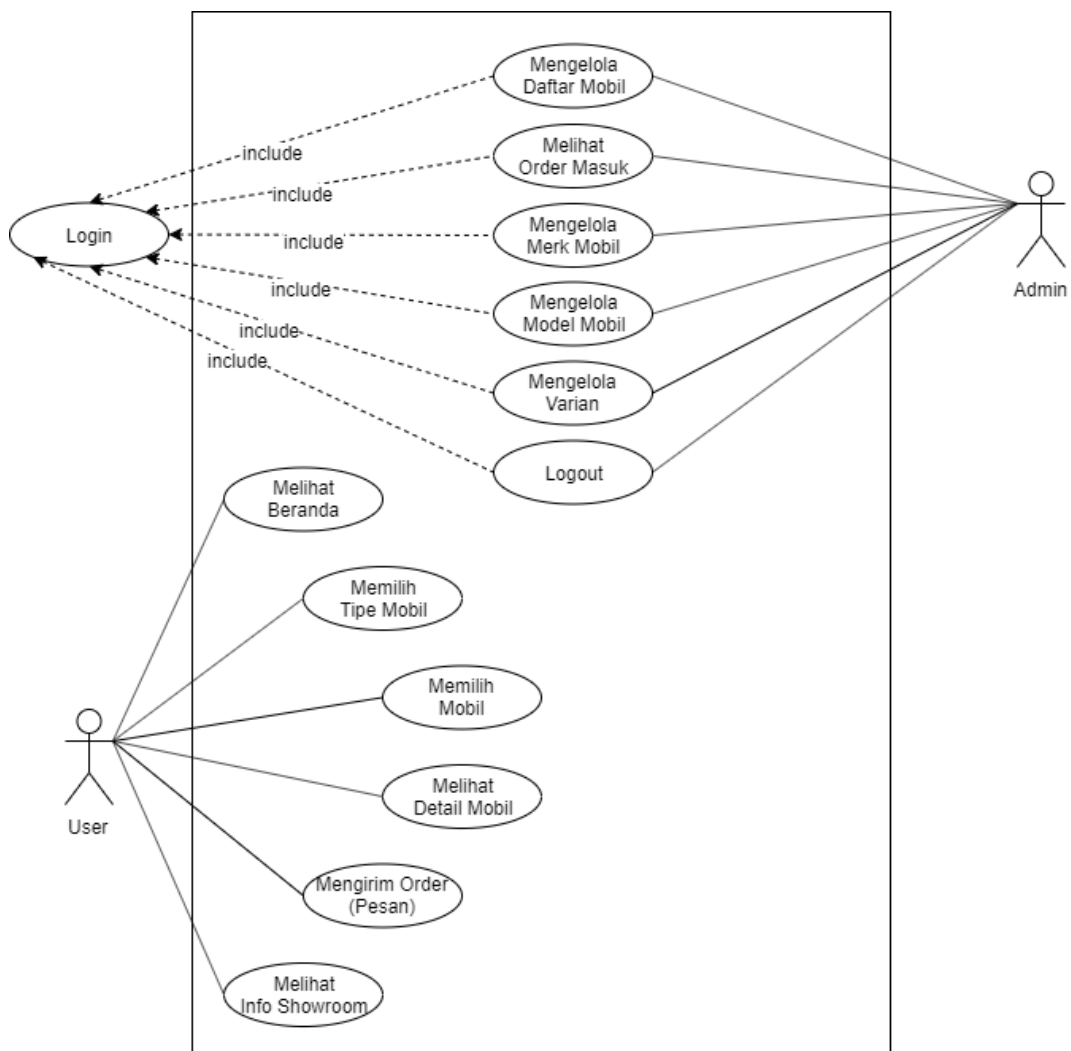 Mengelola
Daftar Mobil
include
Melihat
Order Masuk
include
Login
include
Mengelola
Merk Mobil
Admin
include
Mengelola
Model Mobil
include
include
Mengelola
Varian
Logout
Melihat
Beranda
Memilih
Tipe Mobil
Memilih
Mobil
Melihat
Detail Mobil
User
Mengirim Order
(Pesan)
Melihat
Info Showroom